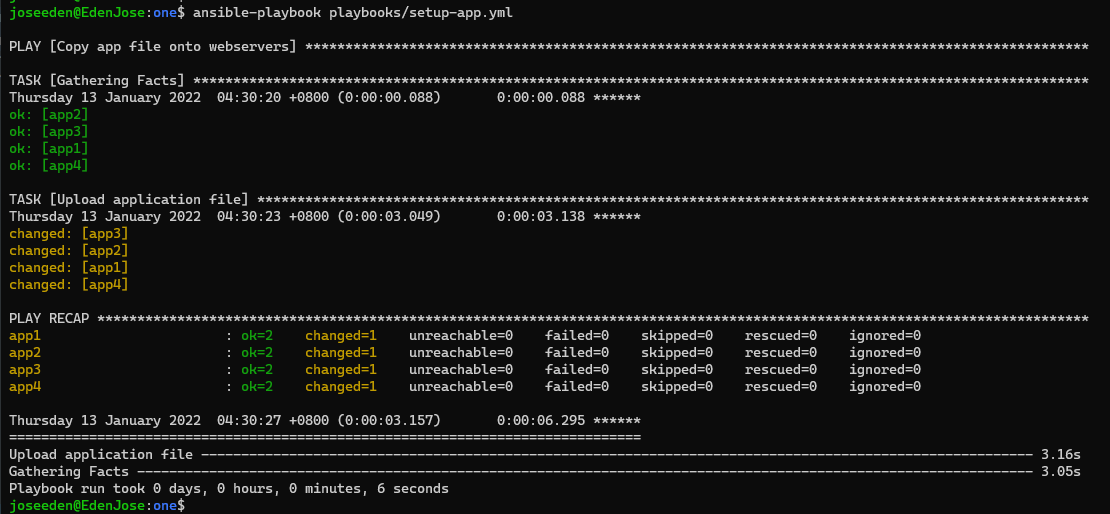 joseeden@EdenJose:one$ ansible-playbook playbooks/setup-app.yml
PLAY [Copy app file onto webservers] **************************************************************************************************
TASK [Gathering Facts] ****************************************************************************************************************
Thursday 13 January 2022  04:30:20 +0800 (0:00:00.088)       0:00:00.088 ******
ok: [app2]
ok: [app3]
ok: [app1]
ok: [app4]
TASK [Upload application file] ********************************************************************************************************
Thursday 13 January 2022  04:30:23 +0800 (0:00:03.049)       0:00:03.138 ******
changed: [app3]
changed: [app2]
changed: [app1]
changed: [app4]
PLAY RECAP ****************************************************************************************************************************
app1                       : ok=2    changed=1    unreachable=0    failed=0    skipped=0    rescued=0    ignored=0
app2                       : ok=2    changed=1    unreachable=0    failed=0    skipped=0    rescued=0    ignored=0
app3                       : ok=2    changed=1    unreachable=0    failed=0    skipped=0    rescued=0    ignored=0
app4                       : ok=2    changed=1    unreachable=0    failed=0    skipped=0    rescued=0    ignored=0
Thursday 13 January 2022  04:30:27 +0800 (0:00:03.157)       0:00:06.295 ******
===============================================================================
Upload application file -------------------------------------------------------------------------------------------------------- 3.16s
Gathering Facts ---------------------------------------------------------------------------------------------------------------- 3.05s
Playbook run took 0 days, 0 hours, 0 minutes, 6 seconds
joseeden@EdenJose:one$